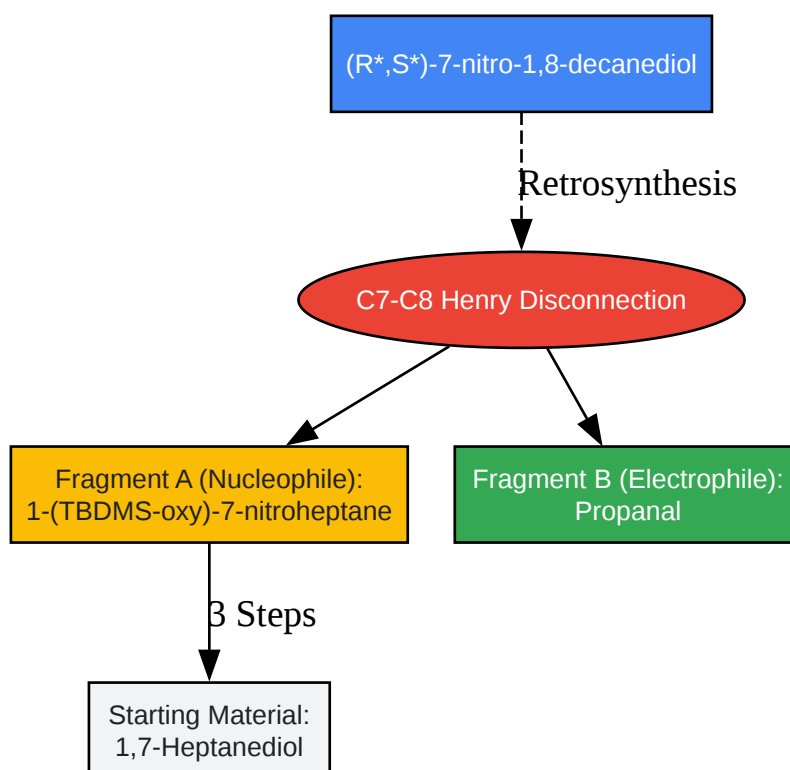 (R*,S*)-7-nitro-1,8-decanediol
Retrosynthesis
C7-C8 Henry Disconnection
Fragment A (Nucleophile):
1-(TBDMS-oxy)-7-nitroheptane
Fragment B (Electrophile):
Propanal
3 Steps
Starting Material:
1,7-Heptanediol